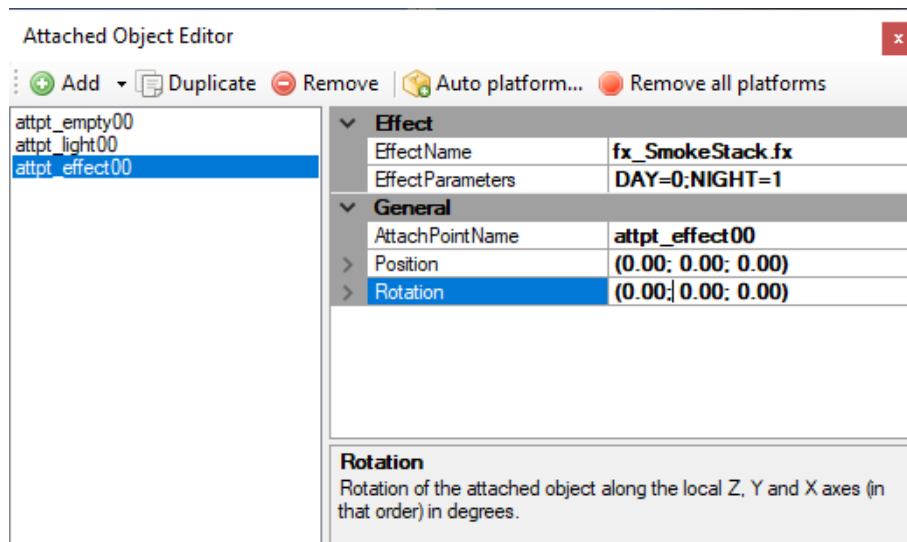 Attached Object Editor
x
Add Duplicate Remove Auto platform... Remove all platforms
attpt_empty00
attpt_light00
attpt_effect00
Effect
EffectName fx_SmokeStack.fx
EffectParameters DAY=0;NIGHT=1
General
AttachPointName attpt_effect00
Position (0.00; 0.00; 0.00)
Rotation (0.00; 0.00; 0.00)
Rotation
Rotation of the attached object along the local Z, Y and X axes (in
that order) in degrees.